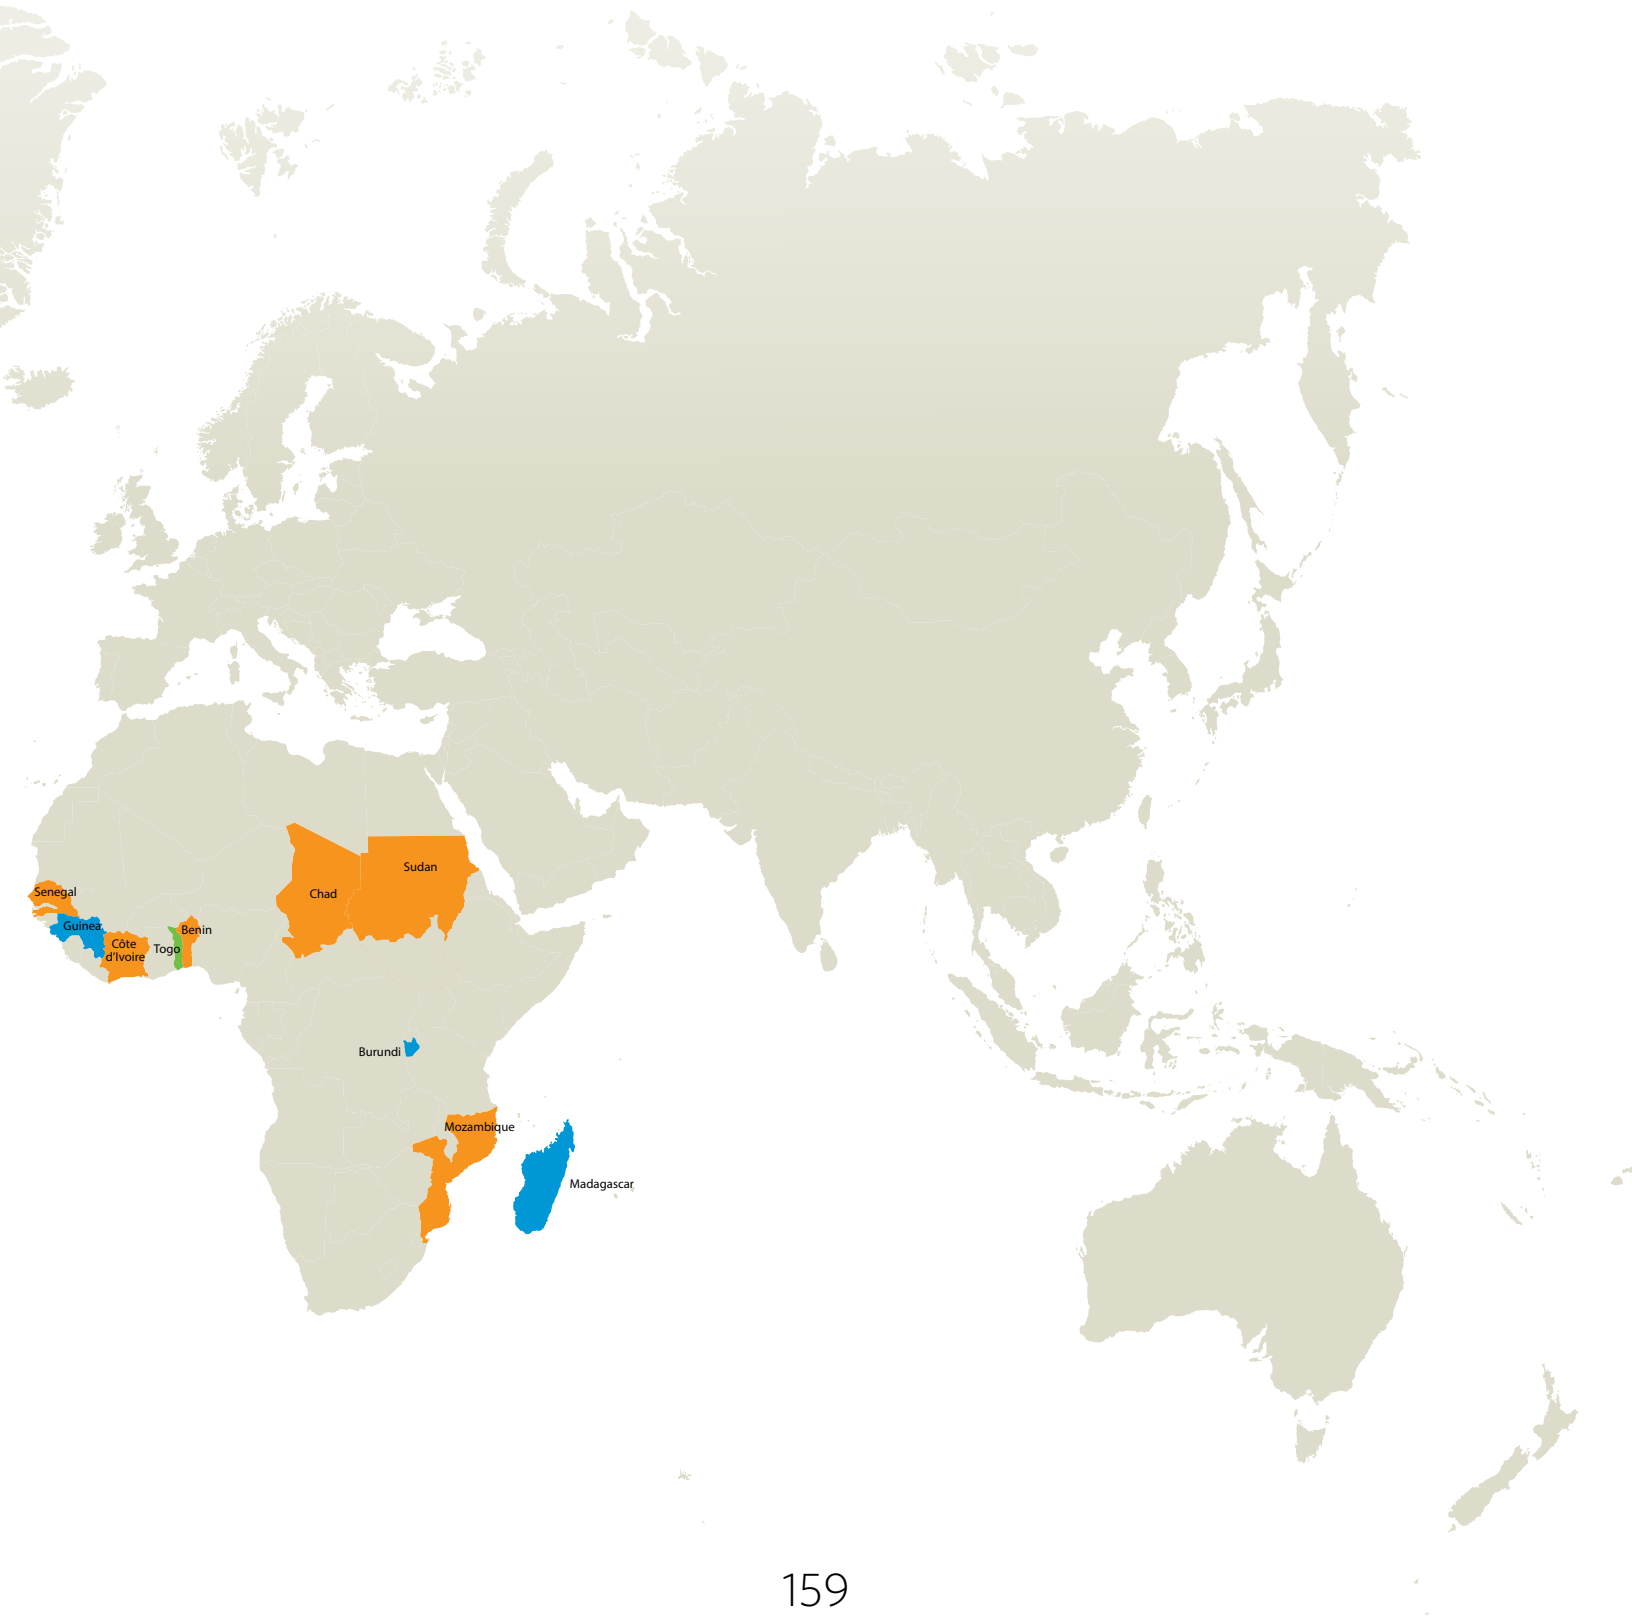 Sudan
Senegal
Chad
Guinea
Benin
Côte
d'Ivoire
Togo
Burundi
Mozambique
Madagascar
159